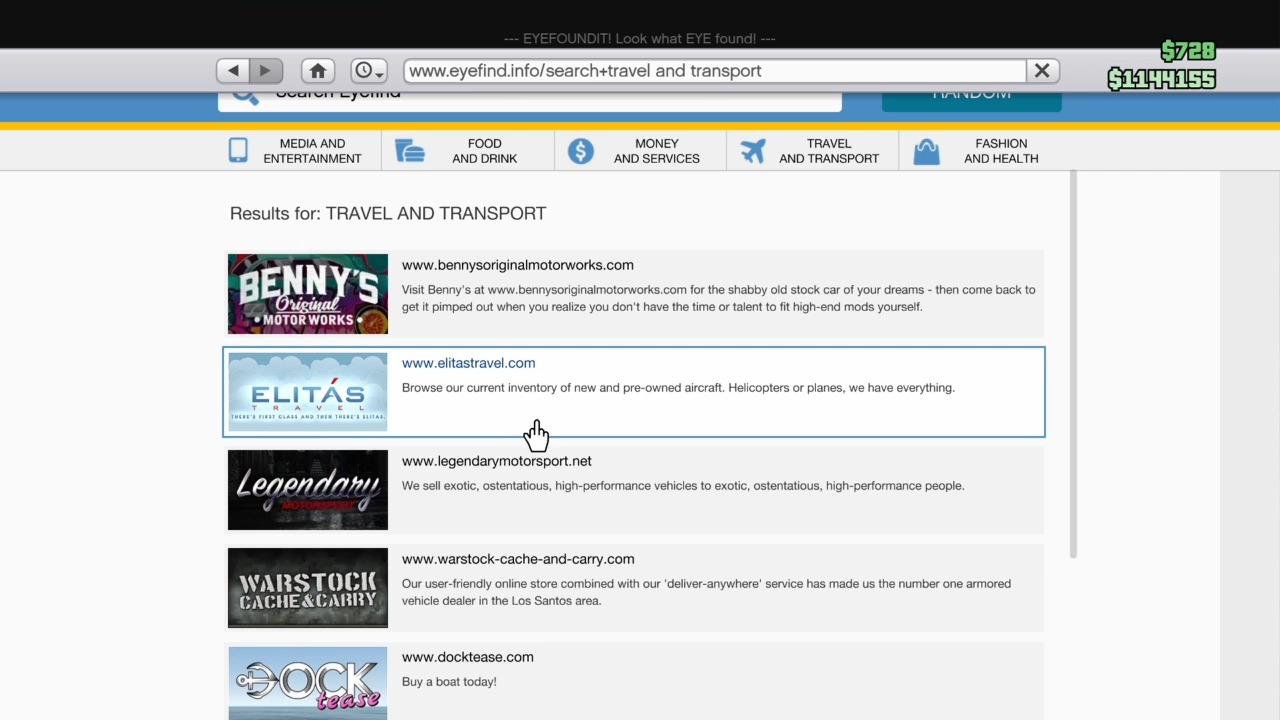 --- EYEFOUNDIT! Look what EYE found! ---
$728
www.eyefind.info/search+travel and transport
$1144155
Search Eyefind
RANDOM
MEDIA AND
ENTERTAINMENT
FOOD
AND DRINK
MONEY
AND SERVICES
TRAVEL
AND TRANSPORT
FASHION
AND HEALTH
Results for: TRAVEL AND TRANSPORT
BENNY'S
Original
• MOTOR WORKS •
www.bennysoriginalmotorworks.com
Visit Benny's at www.bennysoriginalmotorworks.com for the shabby old stock car of your dreams - then come back to
get it pimped out when you realize you don't have the time or talent to fit high-end mods yourself.
ELITÁS
TRAVEL
THERE'S FIRST CLASS AND THEN THERE'S ELITAS.
www.elitastravel.com
Browse our current inventory of new and pre-owned aircraft. Helicopters or planes, we have everything.
Legendary
MOTORSPORT
www.legendarymotorsport.net
We sell exotic, ostentatious, high-performance vehicles to exotic, ostentatious, high-performance people.
WARSTOCK
CACHE&CARRY
www.warstock-cache-and-carry.com
Our user-friendly online store combined with our 'deliver-anywhere' service has made us the number one armored
vehicle dealer in the Los Santos area.
DOCK
tease
www.docktease.com
Buy a boat today!